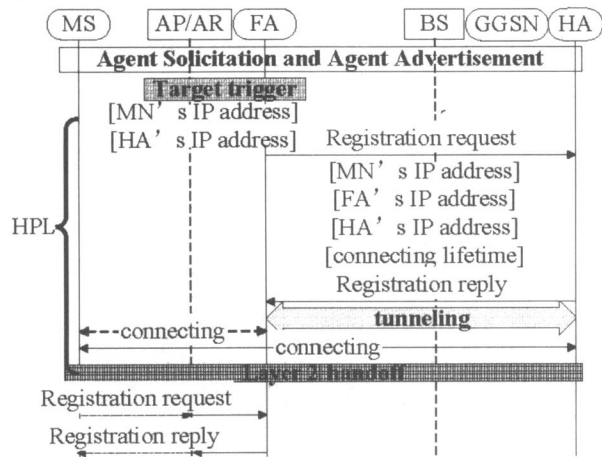 MS AP/AR FA BS GGSN HA
Agent Solicitation and Agent Advertisement
Target trigger
[MN's IP address]
[HA's IP address]
Registration request
[MN's IP address]
[FA's IP address]
[HA's IP address]
[connecting lifetime]
HPL
Registration reply
tunneling
connecting
connecting
Layer 2 handoff
Registration request
Registration reply